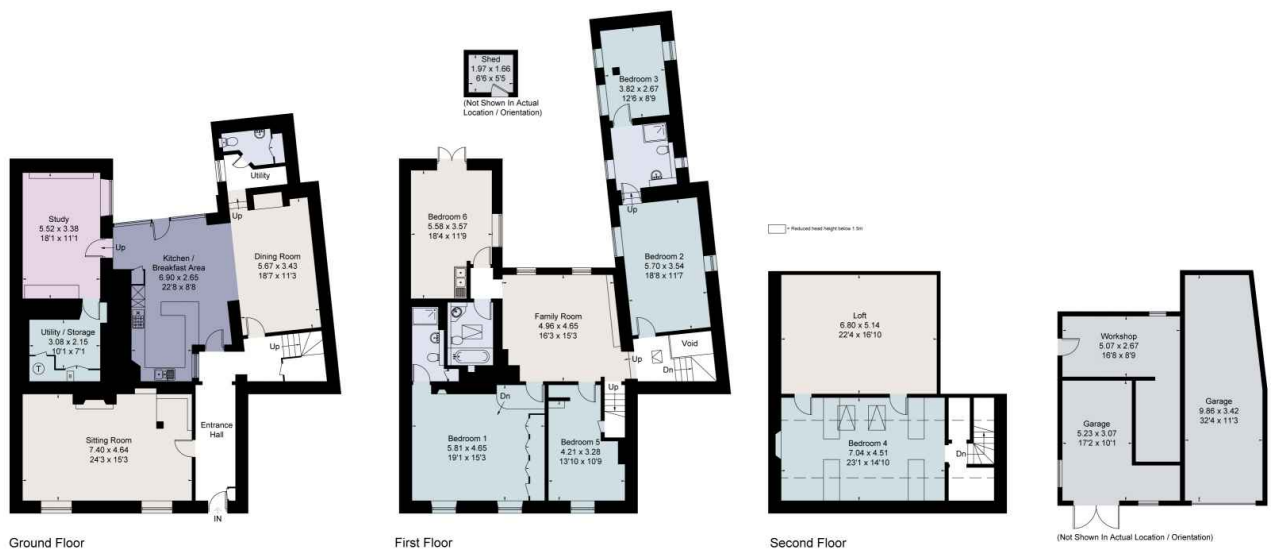 Study
5.52 x 3.38
18'1 x 11'1
Up
Kitchen /
Breakfast Area
6.90 x 2.65
22'8 x 8'8
Utility
Up
Dining Room
5.67 x 3.43
18'7 x 11'3
Utility / Storage
3.08 x 2.15
10'1 x 7'1
T
Up
Sitting Room
7.40 x 4.64
24'3 x 15'3
Entrance
Hall
IN
Ground Floor
Shed
1.97 x 1.66
6'6 x 5'5
(Not Shown In Actual
Location / Orientation)
Bedroom 3
3.82 x 2.67
12'6 x 8'9
Up
Bedroom 6
5.58 x 3.57
18'4 x 11'9
Bedroom 2
5.70 x 3.54
18'8 x 11'7
Family Room
4.96 x 4.65
16'3 x 15'3
Void
Up
Dn
Up
Dn
Bedroom 1
5.81 x 4.65
19'1 x 15'3
Bedroom 5
4.21 x 3.28
13'10 x 10'9
First Floor
= Reduced head height below 1.5m
Loft
6.80 x 5.14
22'4 x 16'10
Bedroom 4
7.04 x 4.51
23'1 x 14'10
Dn
Second Floor
Workshop
5.07 x 2.67
16'8 x 8'9
Garage
5.23 x 3.07
17'2 x 10'1
Garage
9.86 x 3.42
32'4 x 11'3
(Not Shown In Actual Location / Orientation)